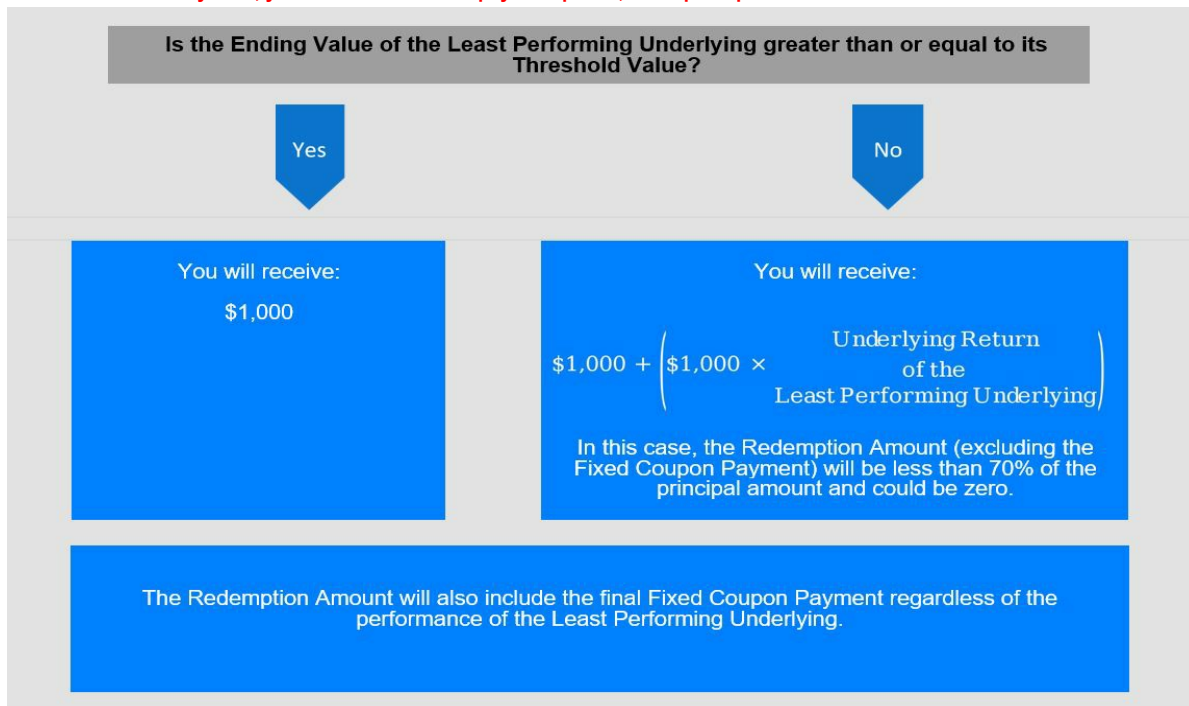 Is the Ending Value of the Least Performing Underlying greater than or equal to its
Threshold Value?
Yes
No
You will receive:
$1,000
You will receive:
$1,000 + ($1,000 × Underlying Return
of the
Least Performing Underlying)
In this case, the Redemption Amount (excluding the
Fixed Coupon Payment) will be less than 70% of the
principal amount and could be zero.
The Redemption Amount will also include the final Fixed Coupon Payment regardless of the
performance of the Least Performing Underlying.